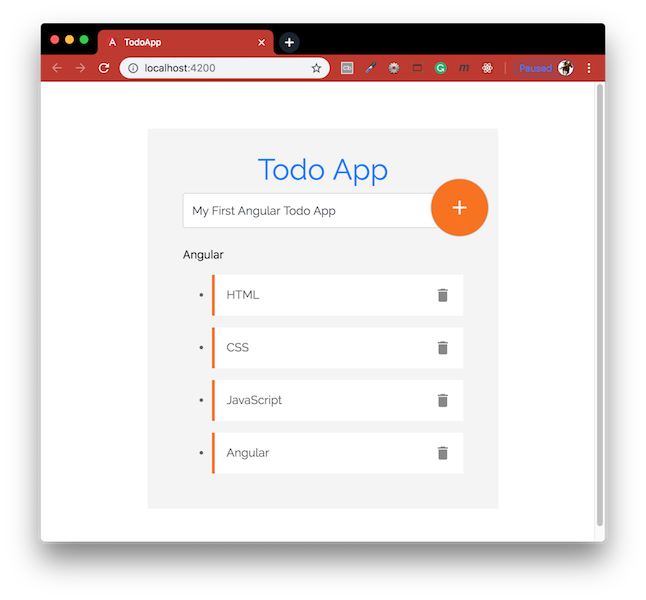 TodoApp
localhost:4200
Paused
Todo App
My First Angular Todo App
Angular
HTML
CSS
JavaScript
Angular